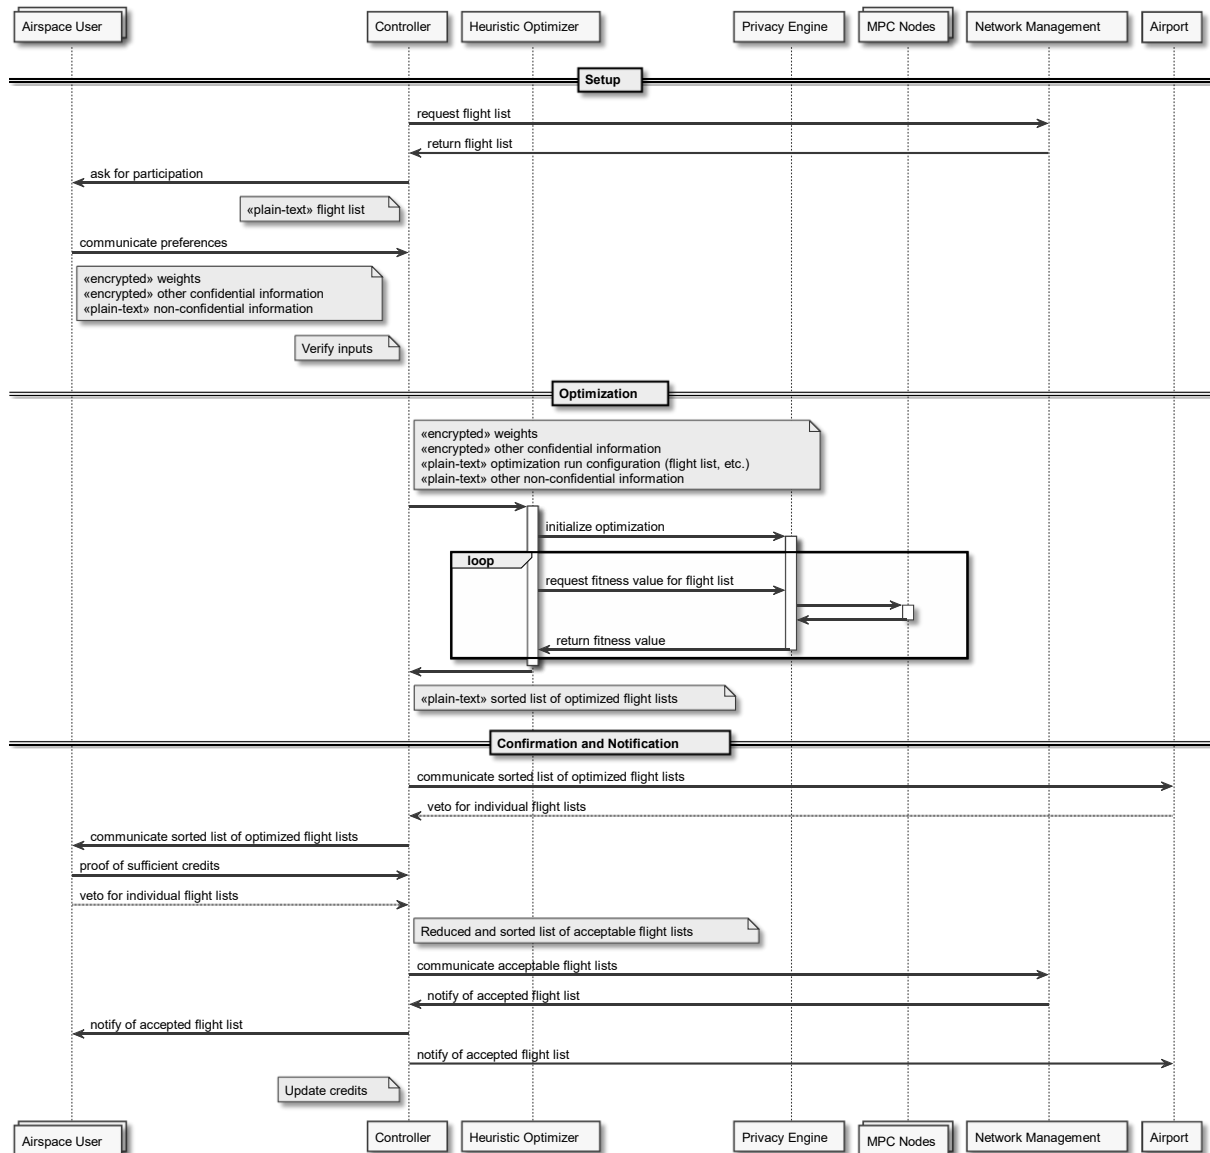 Airspace User
Controller
Heuristic Optimizer
Privacy Engine
MPC Nodes
Network Management
Airport
Setup
request flight list
return flight list
ask for participation
«plain-text» flight list
communicate preferences
«encrypted» weights
«encrypted» other confidential information
«plain-text» non-confidential information
Verify inputs
Optimization
«encrypted» weights
«encrypted» other confidential information
«plain-text» optimization run configuration (flight list, etc.)
«plain-text» other non-confidential information
initialize optimization
loop
request fitness value for flight list
return fitness value
«plain-text» sorted list of optimized flight lists
Confirmation and Notification
communicate sorted list of optimized flight lists
veto for individual flight lists
communicate sorted list of optimized flight lists
proof of sufficient credits
veto for individual flight lists
Reduced and sorted list of acceptable flight lists
communicate acceptable flight lists
notify of accepted flight list
notify of accepted flight list
notify of accepted flight list
Update credits
Airspace User
Controller
Heuristic Optimizer
Privacy Engine
MPC Nodes
Network Management
Airport